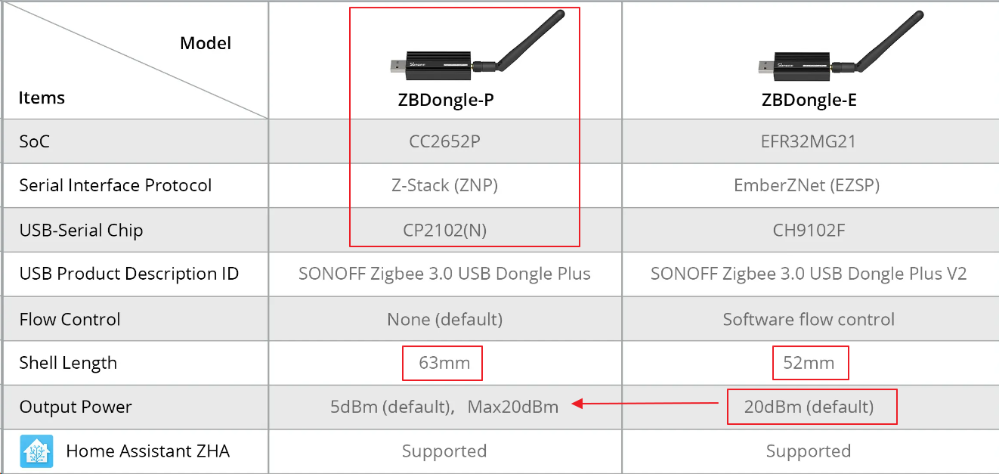 Model
Items
SONOFF
SONOFF
ZBDongle-P
ZBDongle-E
SoC
CC2652P
EFR32MG21
Serial Interface Protocol
Z-Stack (ZNP)
EmberZNet (EZSP)
USB-Serial Chip
CP2102(N)
CH9102F
USB Product Description ID
SONOFF Zigbee 3.0 USB Dongle Plus
SONOFF Zigbee 3.0 USB Dongle Plus V2
Flow Control
None (default)
Software flow control
Shell Length
63mm
52mm
Output Power
5dBm (default), Max20dBm
20dBm (default)
Home Assistant ZHA
Supported
Supported